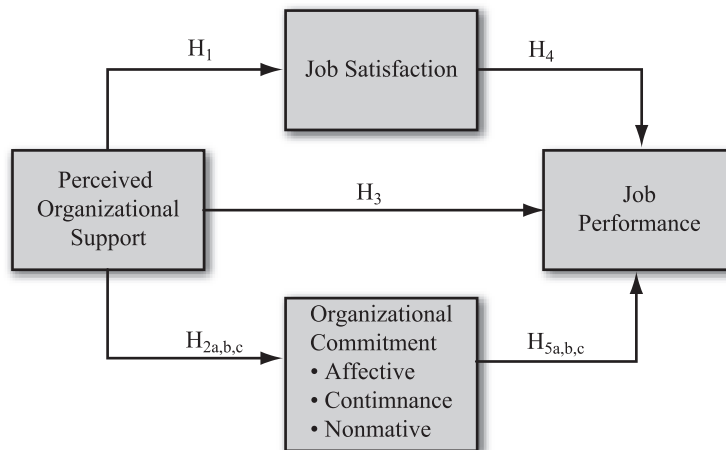 H1
Job Satisfaction
H4
Perceived
Organizational
Support
H3
Job
Performance
H2a,b,c
Organizational
Commitment
• Affective
• Contimnance
• Nonmative
H5a,b,c